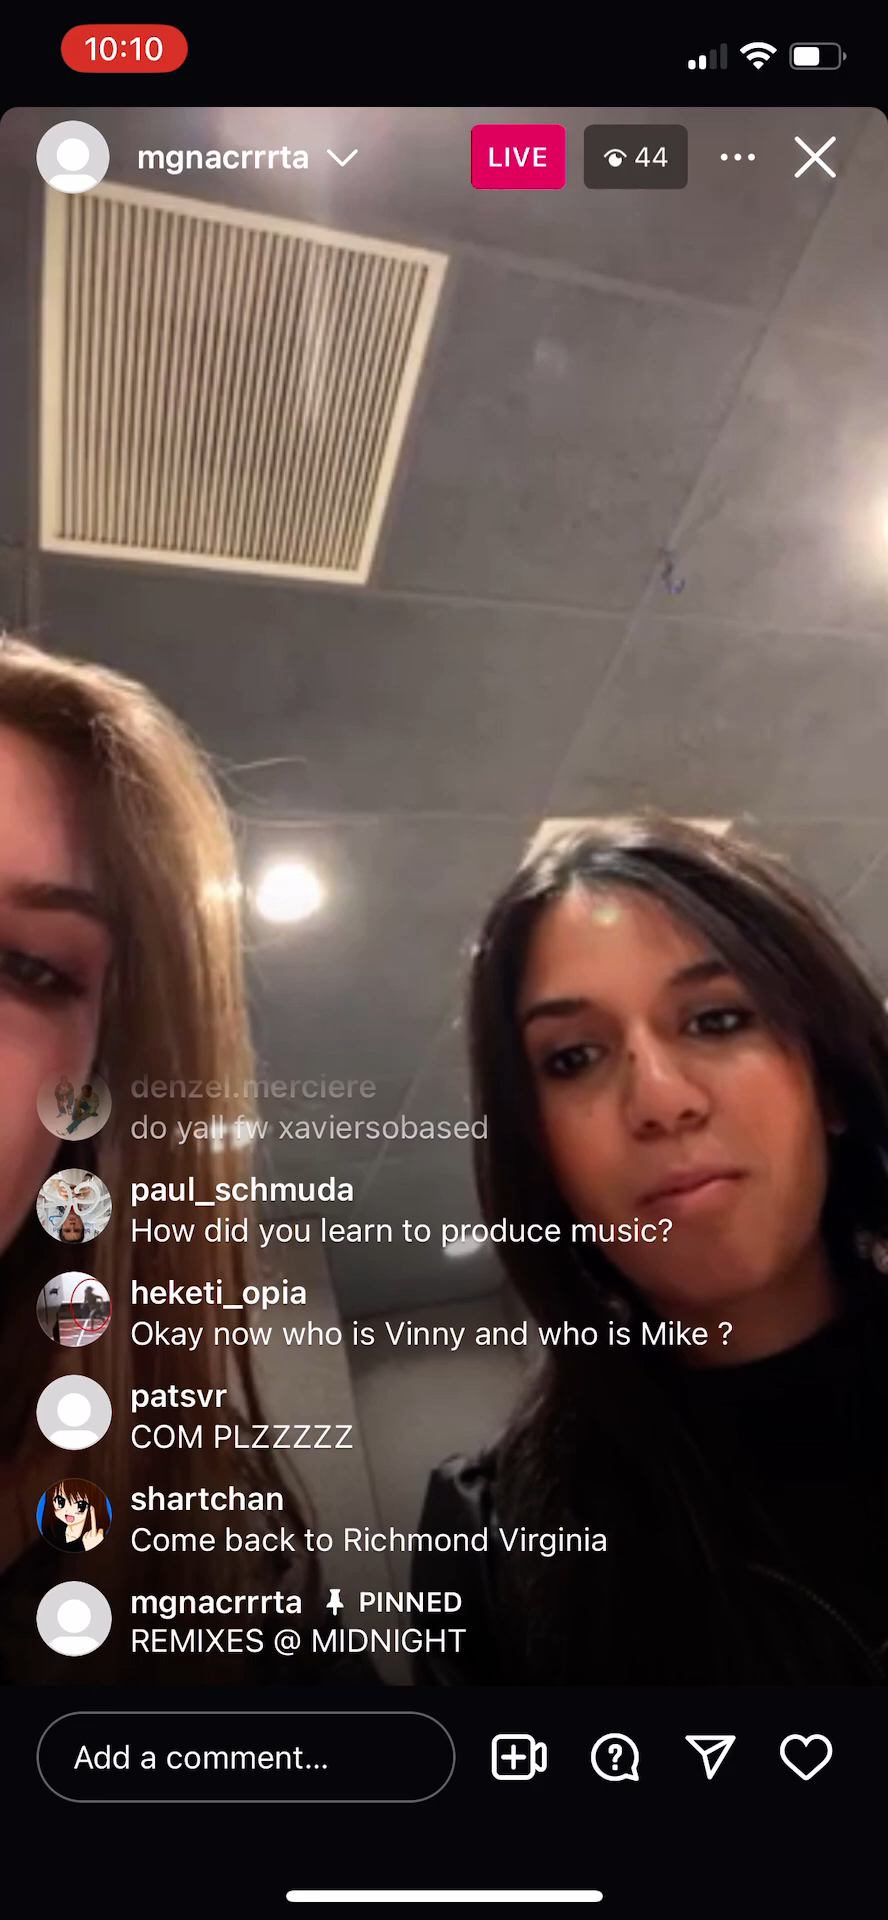 10:10
mgnacrrrta
LIVE
44
denzel.merciere
do yall fw xaviersobased
paul_schmuda
How did you learn to produce music?
heketi_opia
Okay now who is Vinny and who is Mike ?
patsvr
COM PLZZZZZ
shartchan
Come back to Richmond Virginia
mgnacrrrta PINNED
REMIXES @ MIDNIGHT
Add a comment...